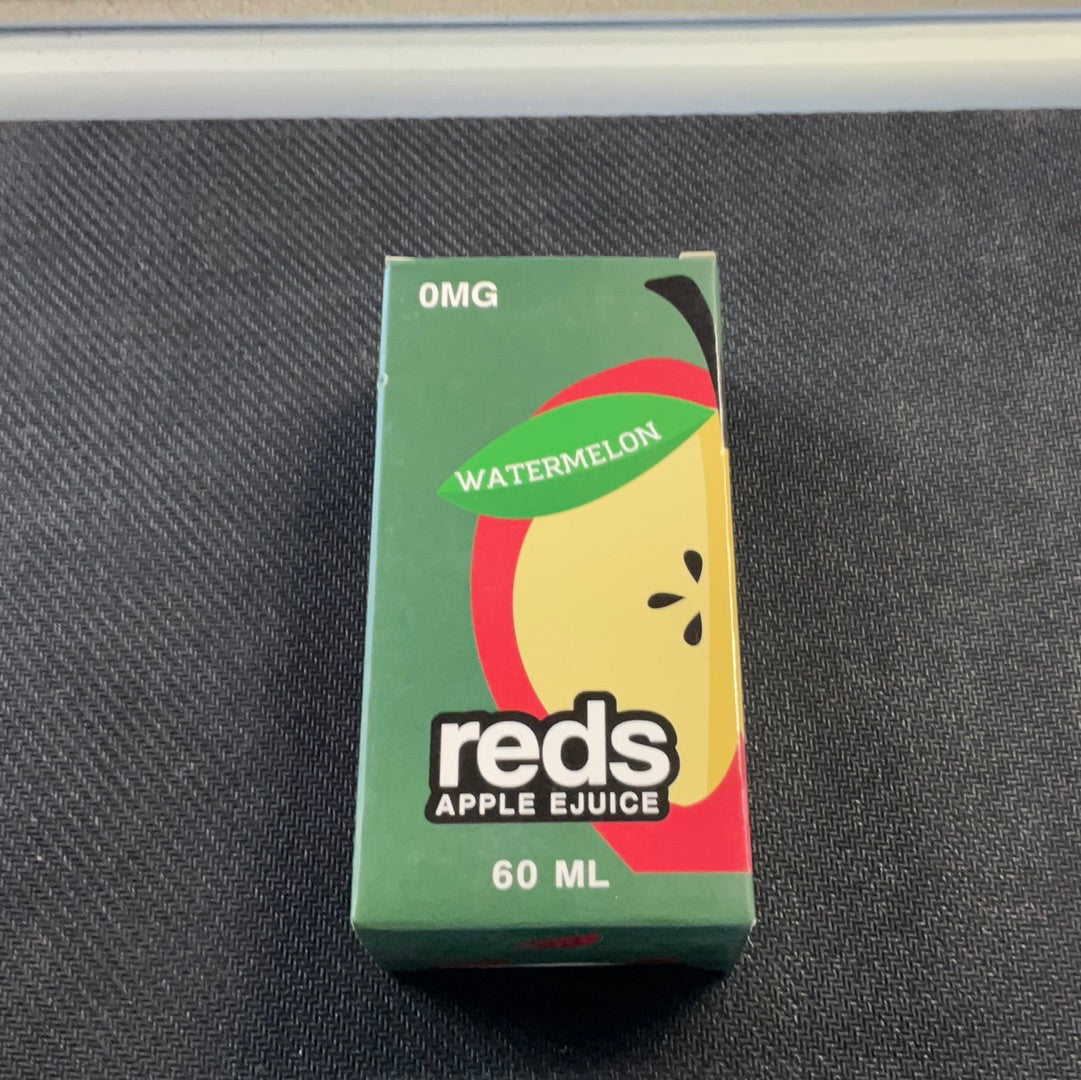 0MG
WATERMELON
reds
APPLE EJUICE
60 ML